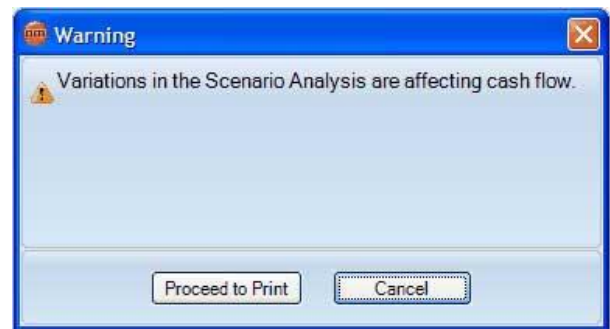 Warning
Variations in the Scenario Analysis are affecting cash flow.
Proceed to Print
Cancel